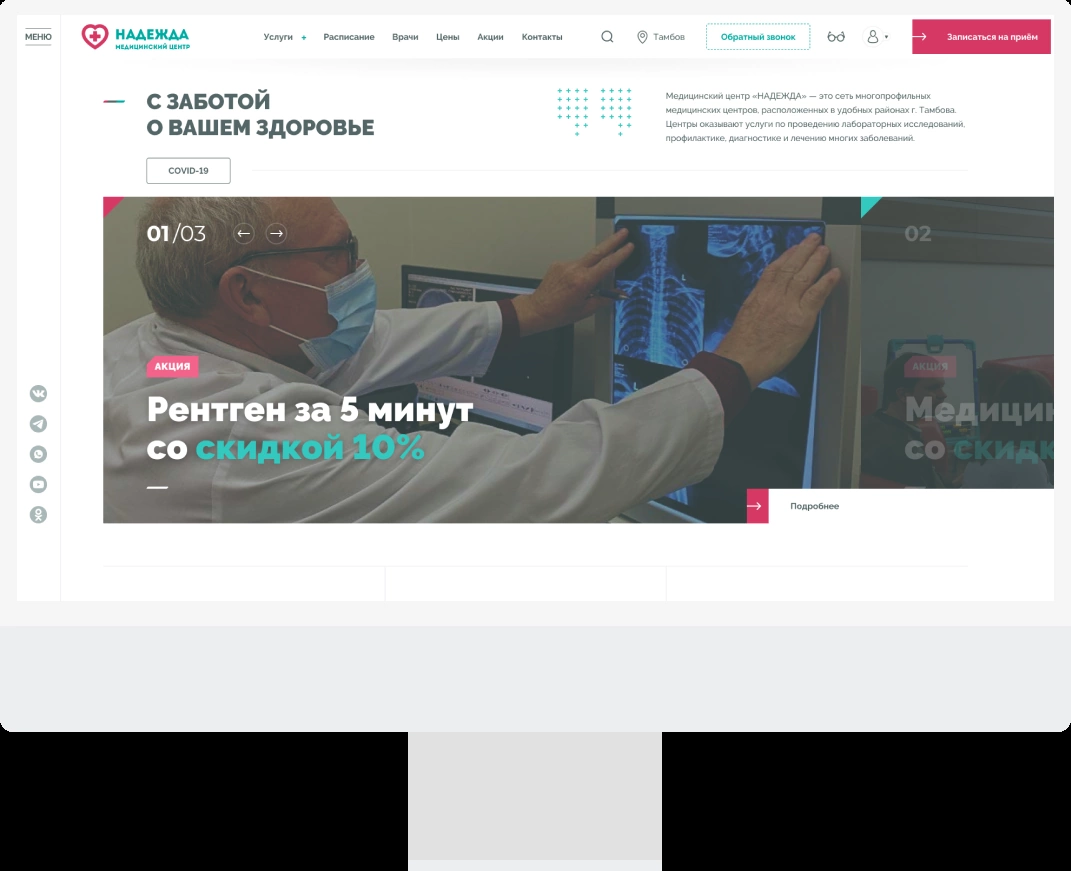 МЕНЮ
НАДЕЖДА
МЕДИЦИНСКИЙ ЦЕНТР
Услуги +
Расписание
Врачи
Цены
Акции
Контакты
Тамбов
Обратный звонок
Записаться на приём
С ЗАБОТОЙ
О ВАШЕМ ЗДОРОВЬЕ
Медицинский центр «НАДЕЖДА» — это сеть многопрофильных
медицинских центров, расположенных в удобных районах г. Тамбова.
Центры оказывают услуги по проведению лабораторных исследований,
профилактике, диагностике и лечению многих заболеваний.
COVID-19
01/03
02
L
L
АКЦИЯ
Рентген за 5 минут
со скидкой 10%
АКЦИЯ
Медицин
со скидк
Подробнее